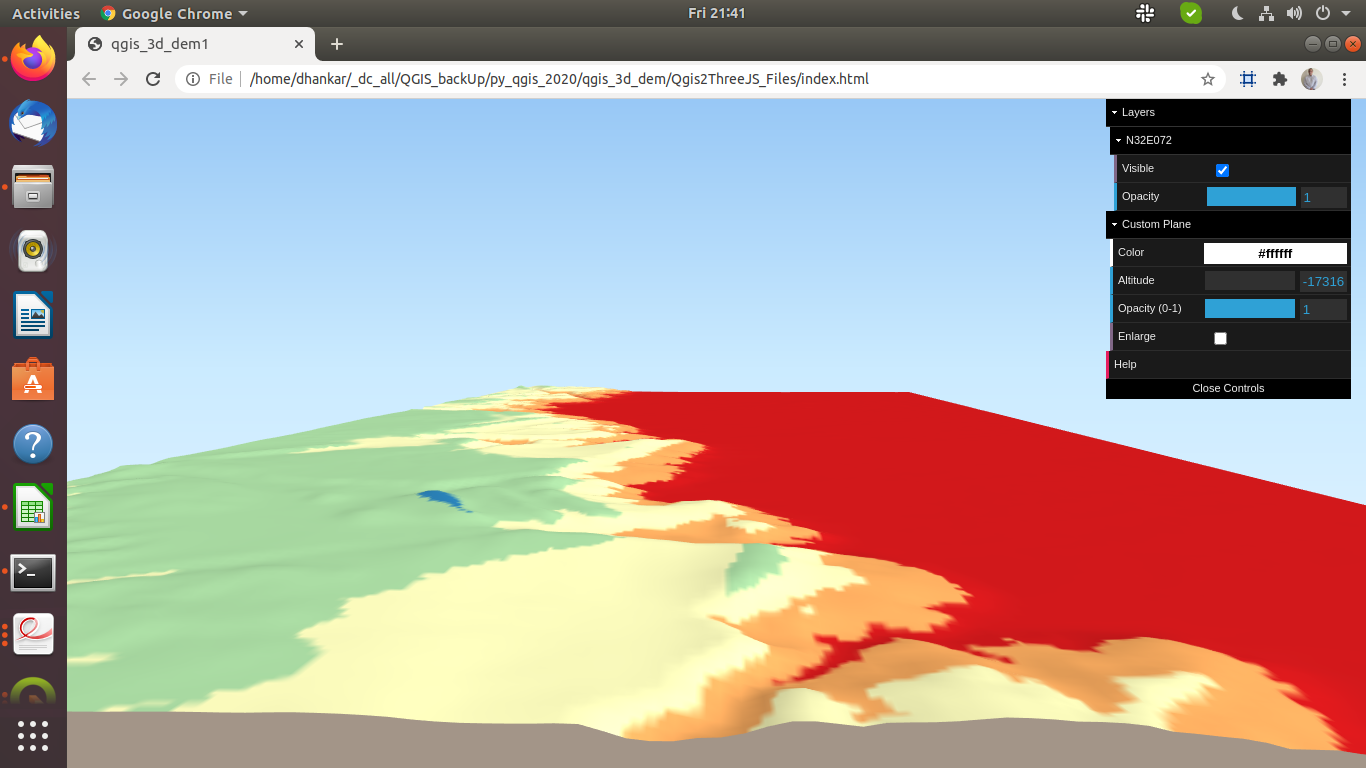 Activities
Google Chrome
Fri 21:41
qgis_3d_dem1
File
/home/dhankar/_dc_all/QGIS_backUp/py_qgis_2020/qgis_3d_dem/Qgis2ThreeJS_Files/index.html
Layers
N32E072
Visible
Opacity 1
Custom Plane
Color #ffffff
Altitude -17316
Opacity (0-1) 1
Enlarge
Help
Close Controls